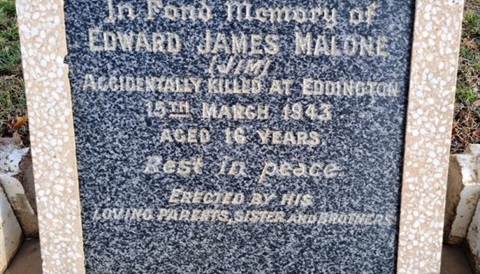 In Fond Memory of
EDWARD JAMES MALONE
(JIM)
ACCIDENTALLY KILLED AT EDDINGTON
15TH MARCH 1943
AGED 16 YEARS.
Rest in peace
ERECTED BY HIS
LOVING PARENTS, SISTER AND BROTHERS